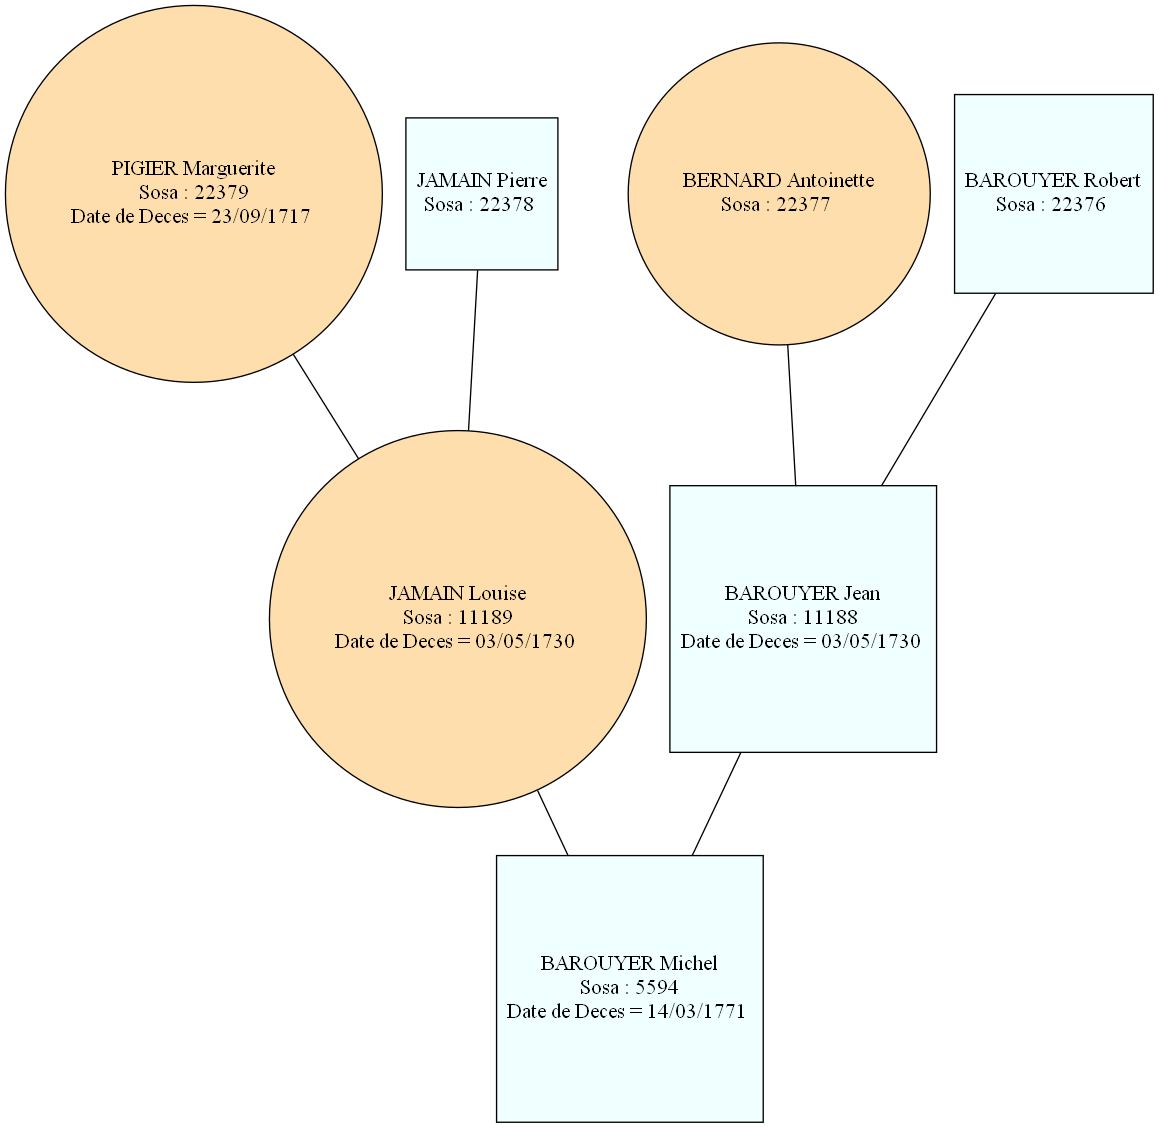 PIGIER Marguerite
Sosa : 22379
Date de Deces = 23/09/1717
JAMAIN Pierre
Sosa : 22378
BERNARD Antoinette
Sosa : 22377
BAROUYER Robert
Sosa : 22376
JAMAIN Louise
Sosa : 11189
Date de Deces = 03/05/1730
BAROUYER Jean
Sosa : 11188
Date de Deces = 03/05/1730
BAROUYER Michel
Sosa : 5594
Date de Deces = 14/03/1771